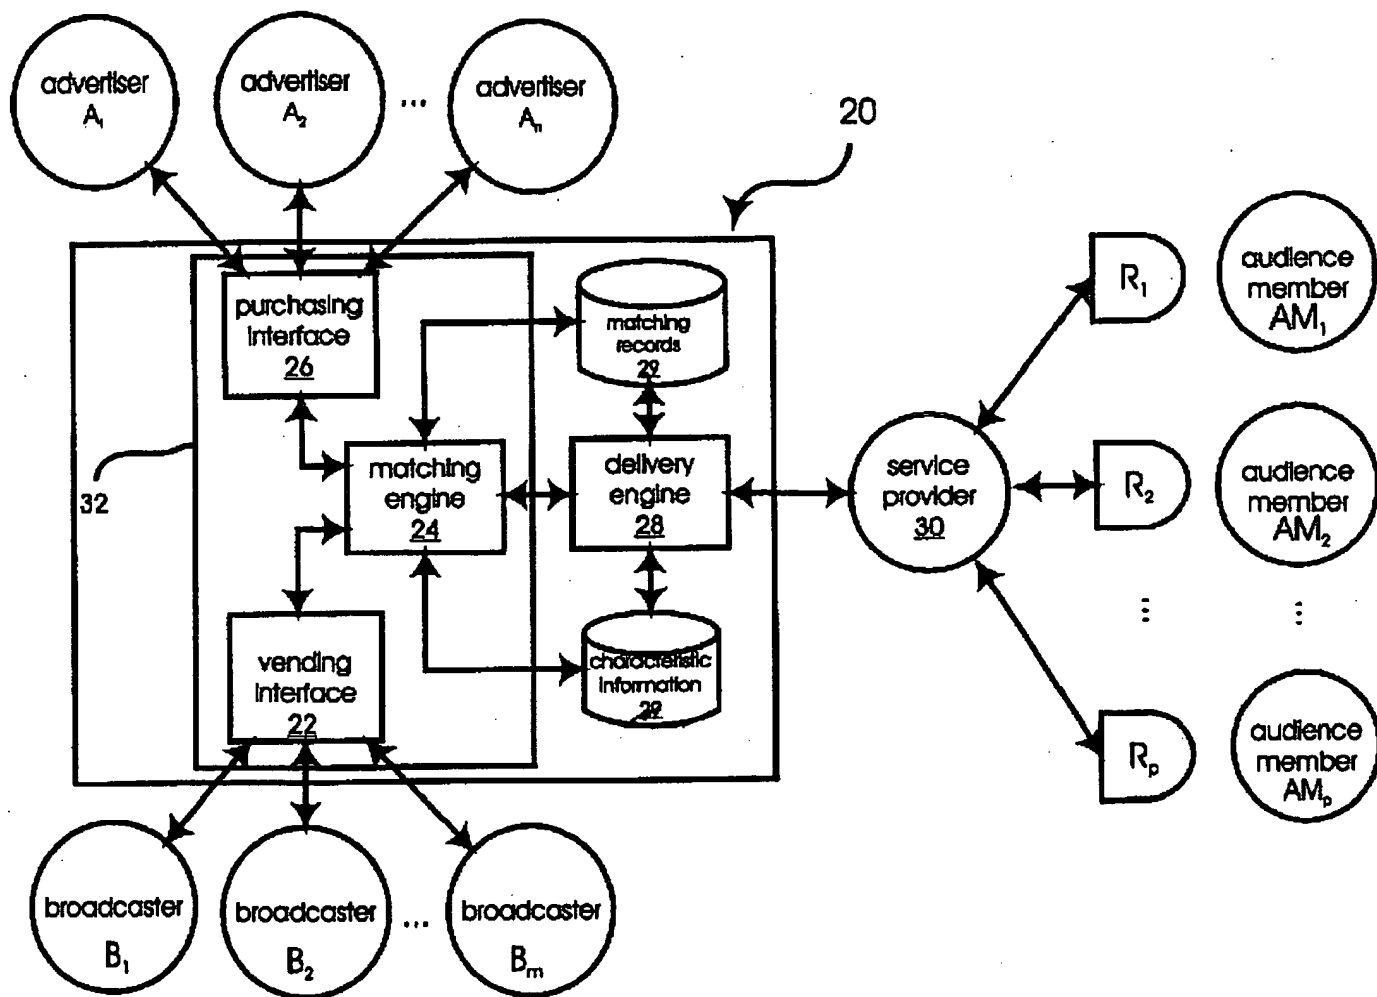 advertiser
A₁
advertiser
A₂
...
advertiser
Aₙ
20
purchasing
interface
26
matching
records
29
R₁
audience
member
AM₁
32
matching
engine
24
delivery
engine
28
service
provider
30
R₂
audience
member
AM₂
...
...
vending
interface
22
characteristic
information
29
Rₚ
audience
member
AMₚ
broadcaster
B₁
broadcaster
B₂
...
broadcaster
Bₘ